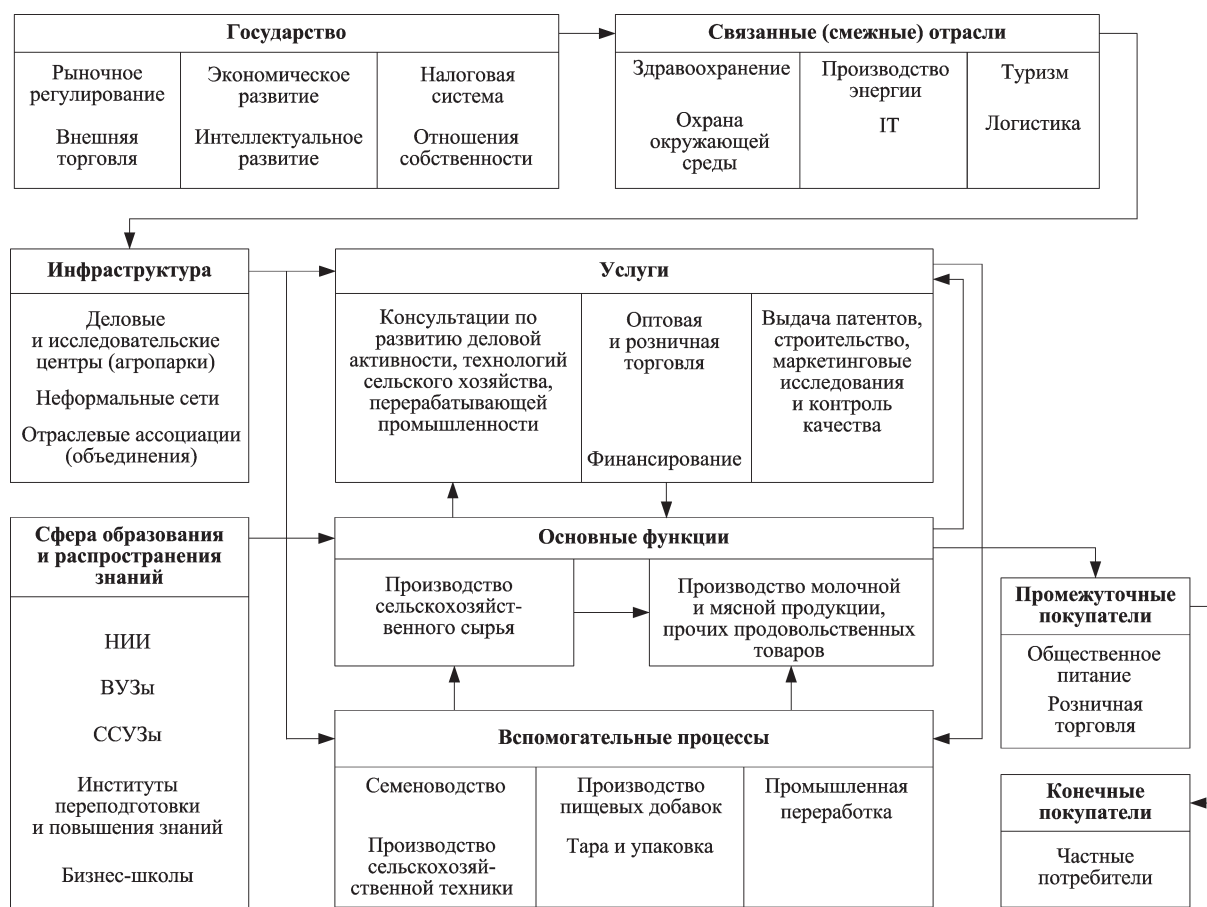 Государство
Рыночное
регулирование
Внешняя
торговля
Экономическое
развитие
Интеллектуальное
развитие
Налоговая
система
Отношения
собственности
Связанные (смежные) отрасли
Здравоохранение
Охрана
окружающей
среды
Производство
энергии
IT
Туризм
Логистика
Инфраструктура
Деловые
и исследовательские
центры (агропарки)
Неформальные сети
Отраслевые ассоциации
(объединения)
Услуги
Консультации по
развитию деловой
активности, технологий
сельского хозяйства,
перерабатывающей
промышленности
Оптовая
и розничная
торговля
Финансирование
Выдача патентов,
строительство,
маркетинговые
исследования
и контроль
качества
Сфера образования
и распространения
знаний
НИИ
ВУЗы
ССУЗы
Институты
переподготовки
и повышения знаний
Бизнес-школы
Основные функции
Производство
сельскохозяйст-
венного сырья
Производство молочной
и мясной продукции,
прочих продовольственных
товаров
Вспомогательные процессы
Семеноводство
Производство
сельскохозяй-
ственной техники
Производство
пищевых добавок
Тара и упаковка
Промышленная
переработка
Промежуточные
покупатели
Общественное
питание
Розничная
торговля
Конечные
покупатели
Частные
потребители